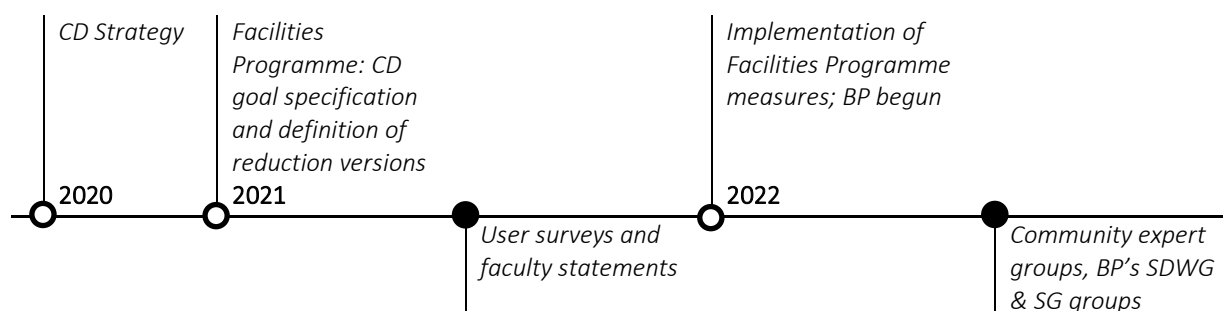 CD Strategy
2020
Facilities
Programme: CD
goal specification
and definition of
reduction versions
2021
User surveys and
faculty statements
Implementation of
Facilities Programme
measures; BP begun
2022
Community expert
groups, BP's SDWG
& SG groups